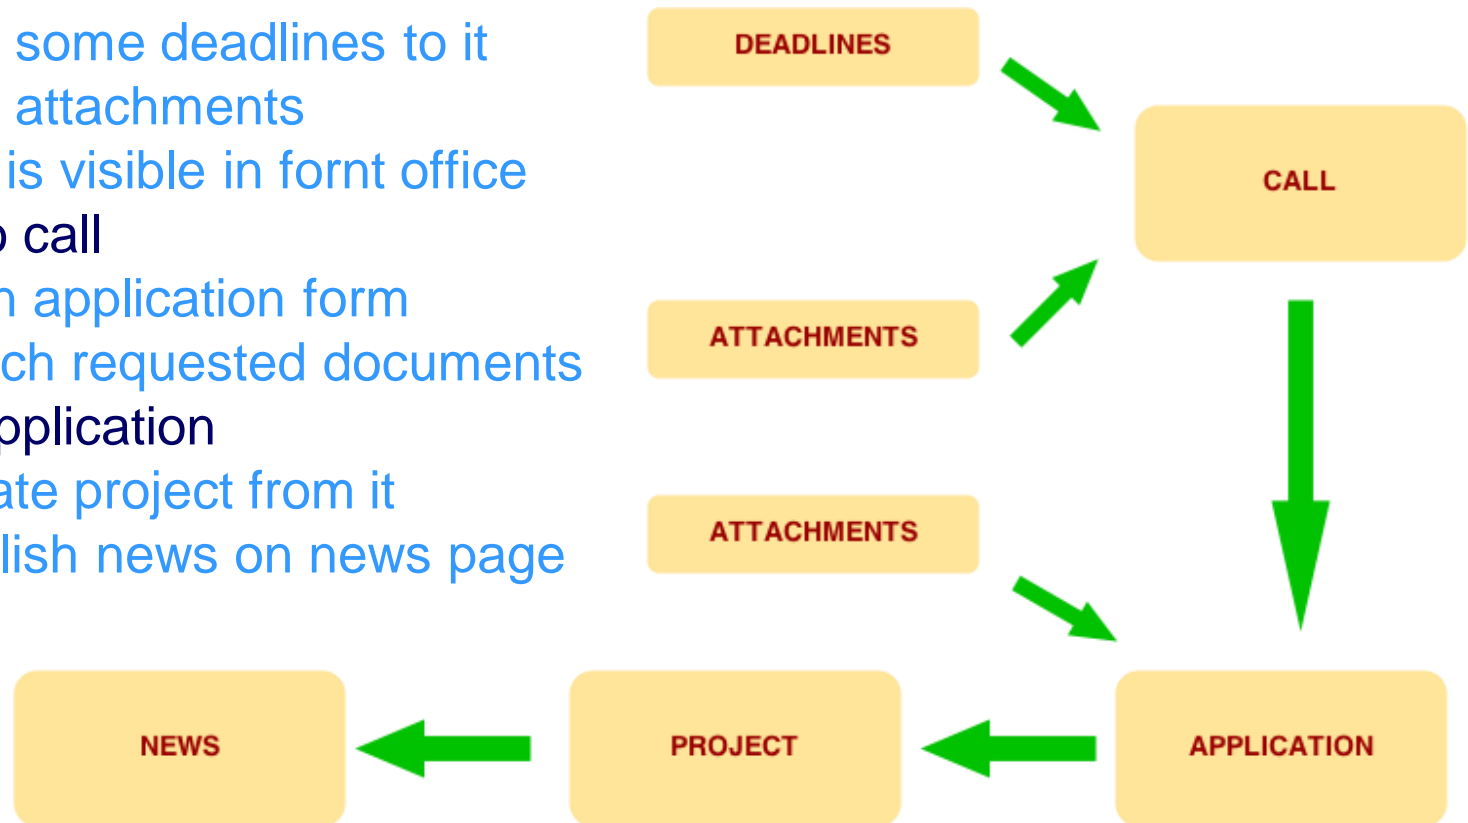 some deadlines to it
attachments
is visible in fornt office
o call
n application form
ch requested documents
pplication
ate project from it
lish news on news page
DEADLINES
CALL
ATTACHMENTS
ATTACHMENTS
NEWS
PROJECT
APPLICATION